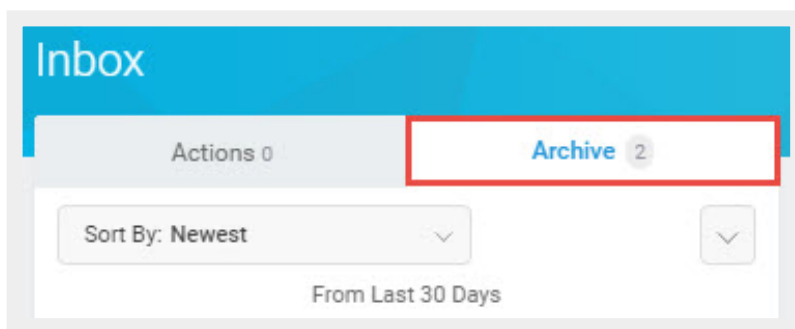 Inbox
Actions 0
Archive 2
Sort By: Newest
From Last 30 Days